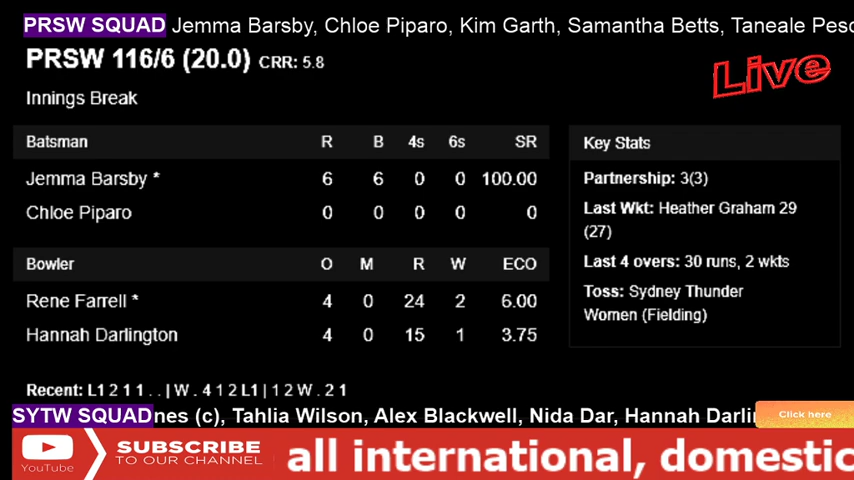 PRSW SQUAD Jemma Barsby, Chloe Piparo, Kim Garth, Samantha Betts, Taneale Pesc
PRSW 116/6 (20.0) CRR: 5.8
Live
Innings Break
Batsman R B 4s 6s SR
Jemma Barsby * 6 6 0 0 100.00
Chloe Piparo 0 0 0 0 0
Bowler O M R W ECO
Rene Farrell * 4 0 24 2 6.00
Hannah Darlington 4 0 15 1 3.75
Key Stats
Partnership: 3(3)
Last Wkt: Heather Graham 29
(27)
Last 4 overs: 30 runs, 2 wkts
Toss: Sydney Thunder
Women (Fielding)
Recent: L1 2 1 1 . . | W . 4 1 2 L1 | 1 2 W . 2 1
SYTW SQUAD nes (c), Tahlia Wilson, Alex Blackwell, Nida Dar, Hannah Darli
Click here
YouTube
SUBSCRIBE
TO OUR CHANNEL
all international, domestic